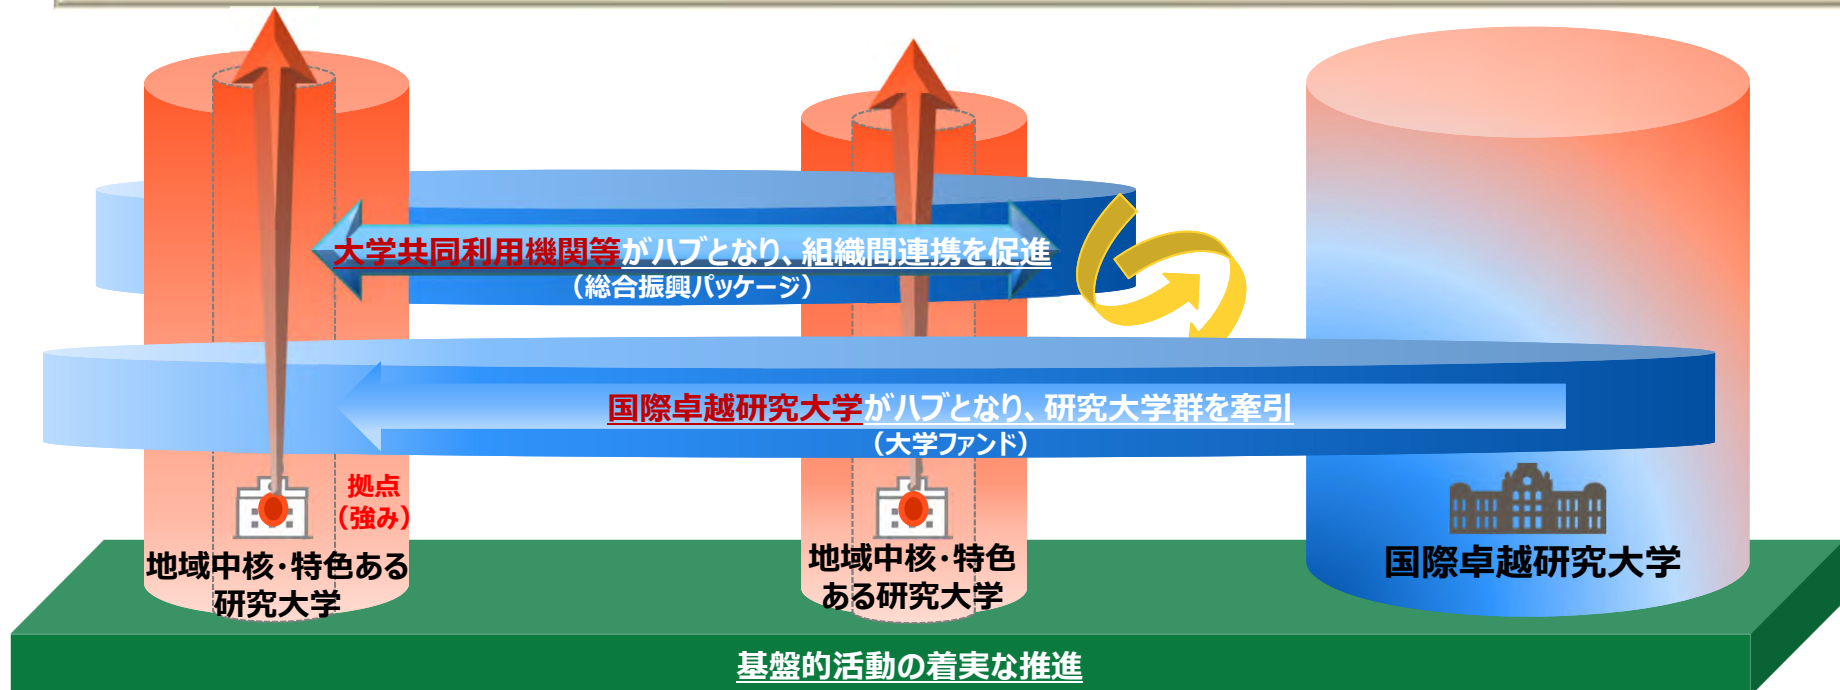 大学共同利用機関等がハブとなり、組織間連携を促進
（総合振興パッケージ）
国際卓越研究大学がハブとなり、研究大学群を牽引
（大学ファンド）
拠点
（強み）
地域中核・特色ある
研究大学
地域中核・特色
ある研究大学
国際卓越研究大学
基盤的活動の着実な推進